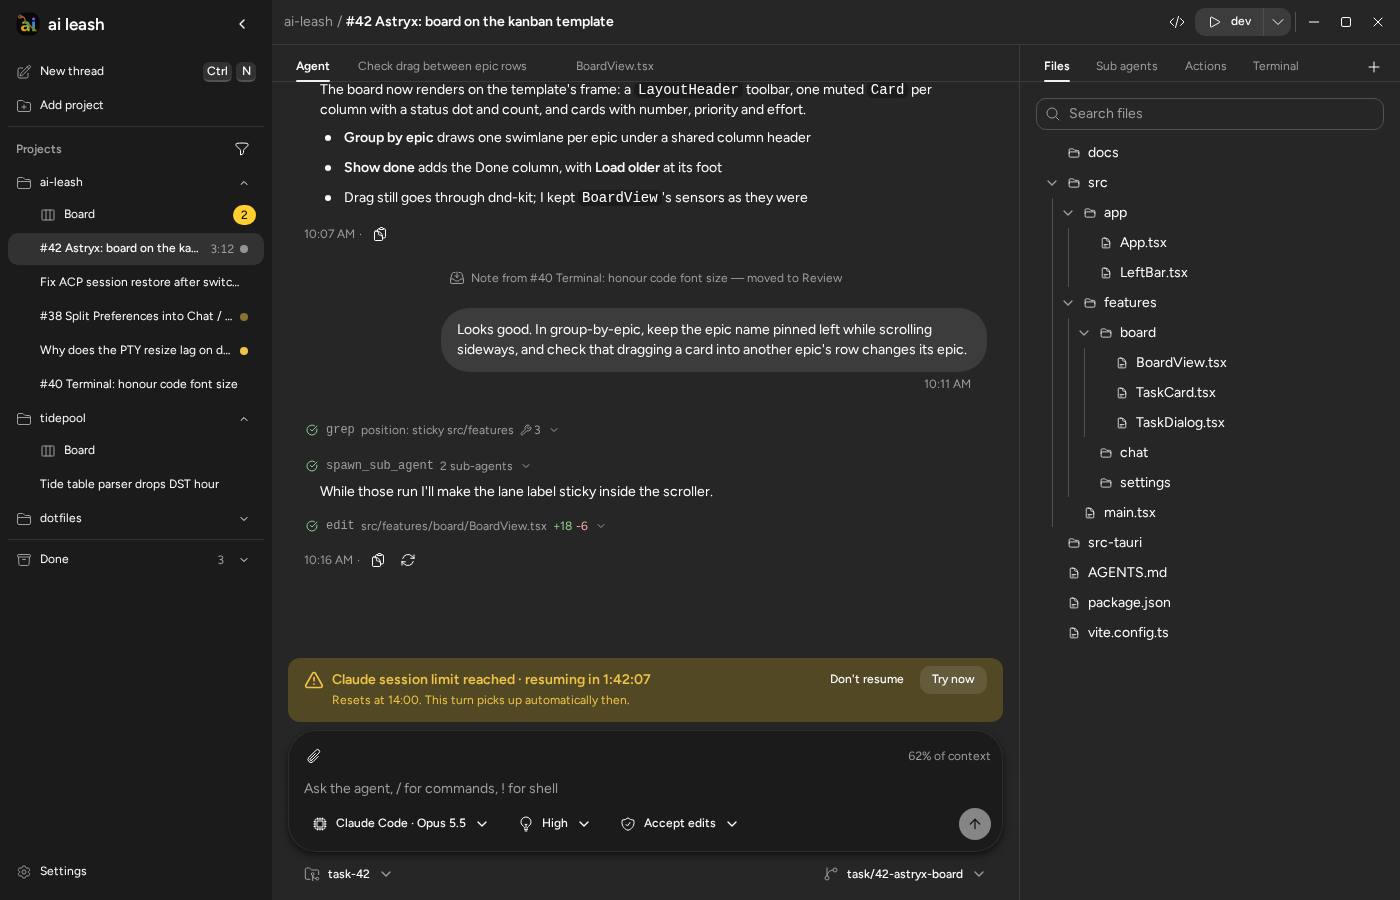 ai leash
New thread Ctrl N
Add project
Projects
ai-leash
Board 2
#42 Astryx: board on the ka... 3:12
Fix ACP session restore after switc...
#38 Split Preferences into Chat / ...
Why does the PTY resize lag on d...
#40 Terminal: honour code font size
tidepool
Board
Tide table parser drops DST hour
dotfiles
Done 3
Settings
ai-leash / #42 Astryx: board on the kanban template
dev
Agent Check drag between epic rows BoardView.tsx
The board now renders on the template's frame: a LayoutHeader toolbar, one muted Card per
column with a status dot and count, and cards with number, priority and effort.
• Group by epic draws one swimlane per epic under a shared column header
• Show done adds the Done column, with Load older at its foot
• Drag still goes through dnd-kit; I kept BoardView's sensors as they were
10:07 AM ·
Note from #40 Terminal: honour code font size — moved to Review
Looks good. In group-by-epic, keep the epic name pinned left while scrolling
sideways, and check that dragging a card into another epic's row changes its epic.
10:11 AM
grep position: sticky src/features 3
spawn_sub_agent 2 sub-agents
While those run I'll make the lane label sticky inside the scroller.
edit src/features/board/BoardView.tsx +18 -6
10:16 AM ·
Claude session limit reached · resuming in 1:42:07
Resets at 14:00. This turn picks up automatically then.
Don't resume Try now
62% of context
Ask the agent, / for commands, ! for shell
Claude Code · Opus 5.5 High Accept edits
task-42 task/42-astryx-board
Files Sub agents Actions Terminal
Search files
docs
src
app
App.tsx
LeftBar.tsx
features
board
BoardView.tsx
TaskCard.tsx
TaskDialog.tsx
chat
settings
main.tsx
src-tauri
AGENTS.md
package.json
vite.config.ts